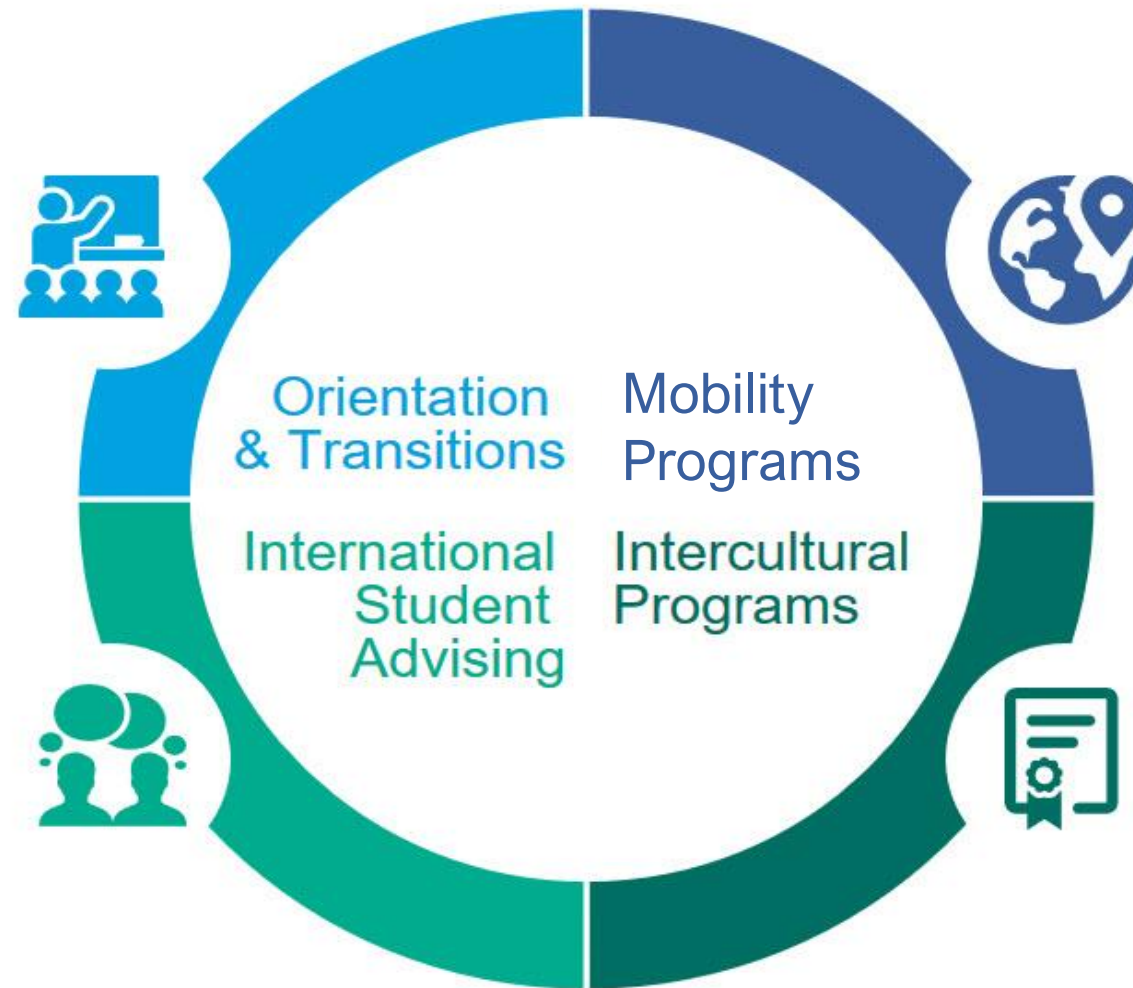 Orientation
& Transitions
Mobility
Programs
International
Student
Advising
Intercultural
Programs